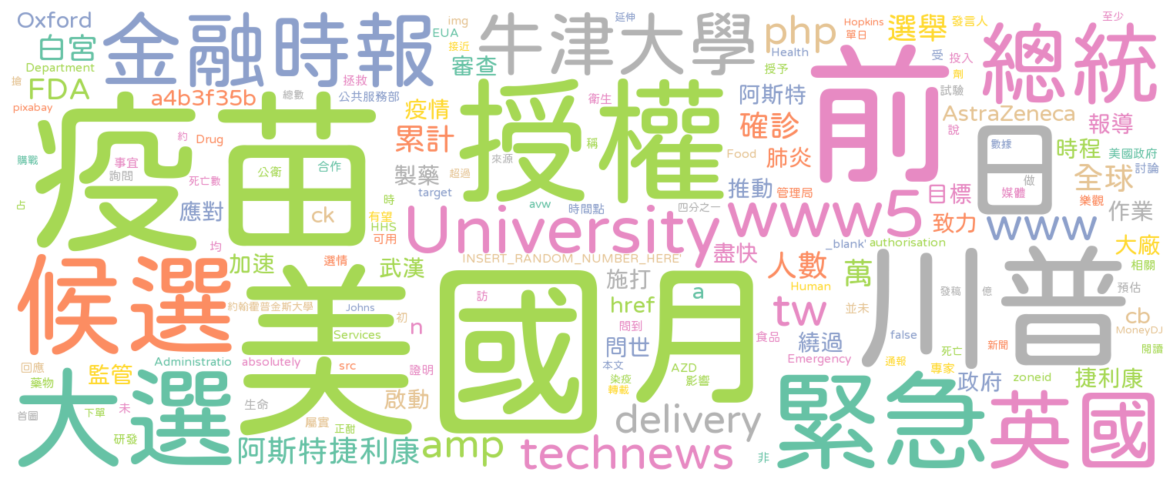 Oxford
金融時報
img
EUA
延伸
接近
牛津大學
php
Hopkins
單日
選舉
發言人
至少
白宮
Department
審查
Health
授予
受
投入
劑
總統
搶
FDA
pixabay
a4b3f35b
總數
拯救
公共服務部
疫情
衛生
阿斯特
前
試驗
AstraZeneca
疫苗
授權
約
Drug
累計
稱
確診
說
日
數據
報導
購戰
事宜
詢問
公衛
合作
來源
超過
Food
肺炎
時程
美國政府
討論
死亡數
製藥
target
推動
管理局
目標
媒體
做
全球
樂觀
占
應對
ck
時
有望
HHS
可用
avw
時間點
四分之一
www5
致力
www
作業
均
University
盡快
_blank'
authorisation
大廠
相關
候選
加速
選情
武漢
INSERT_RANDOM_NUMBER_HERE'
施打
人數
萬
Human
川普
預估
美國月
約翰霍普金斯大學
Johns
初
訪
href
a
tw
並未
發稿
億
cb
MoneyDJ
Services
n
問到
問世
食品
繞過
Emergency
false
死亡
新聞
閱讀
回應
Administratio
absolutely
src
證明
本文
AZD
影響
通報
專家
大選
藥物
監管
染疫
轉載
政府
zoneid
捷利康
首圖
下單
未
生命
啟動
屬實
正酣
delivery
緊急
英國
研發
阿斯特捷利康
amp
technews
非